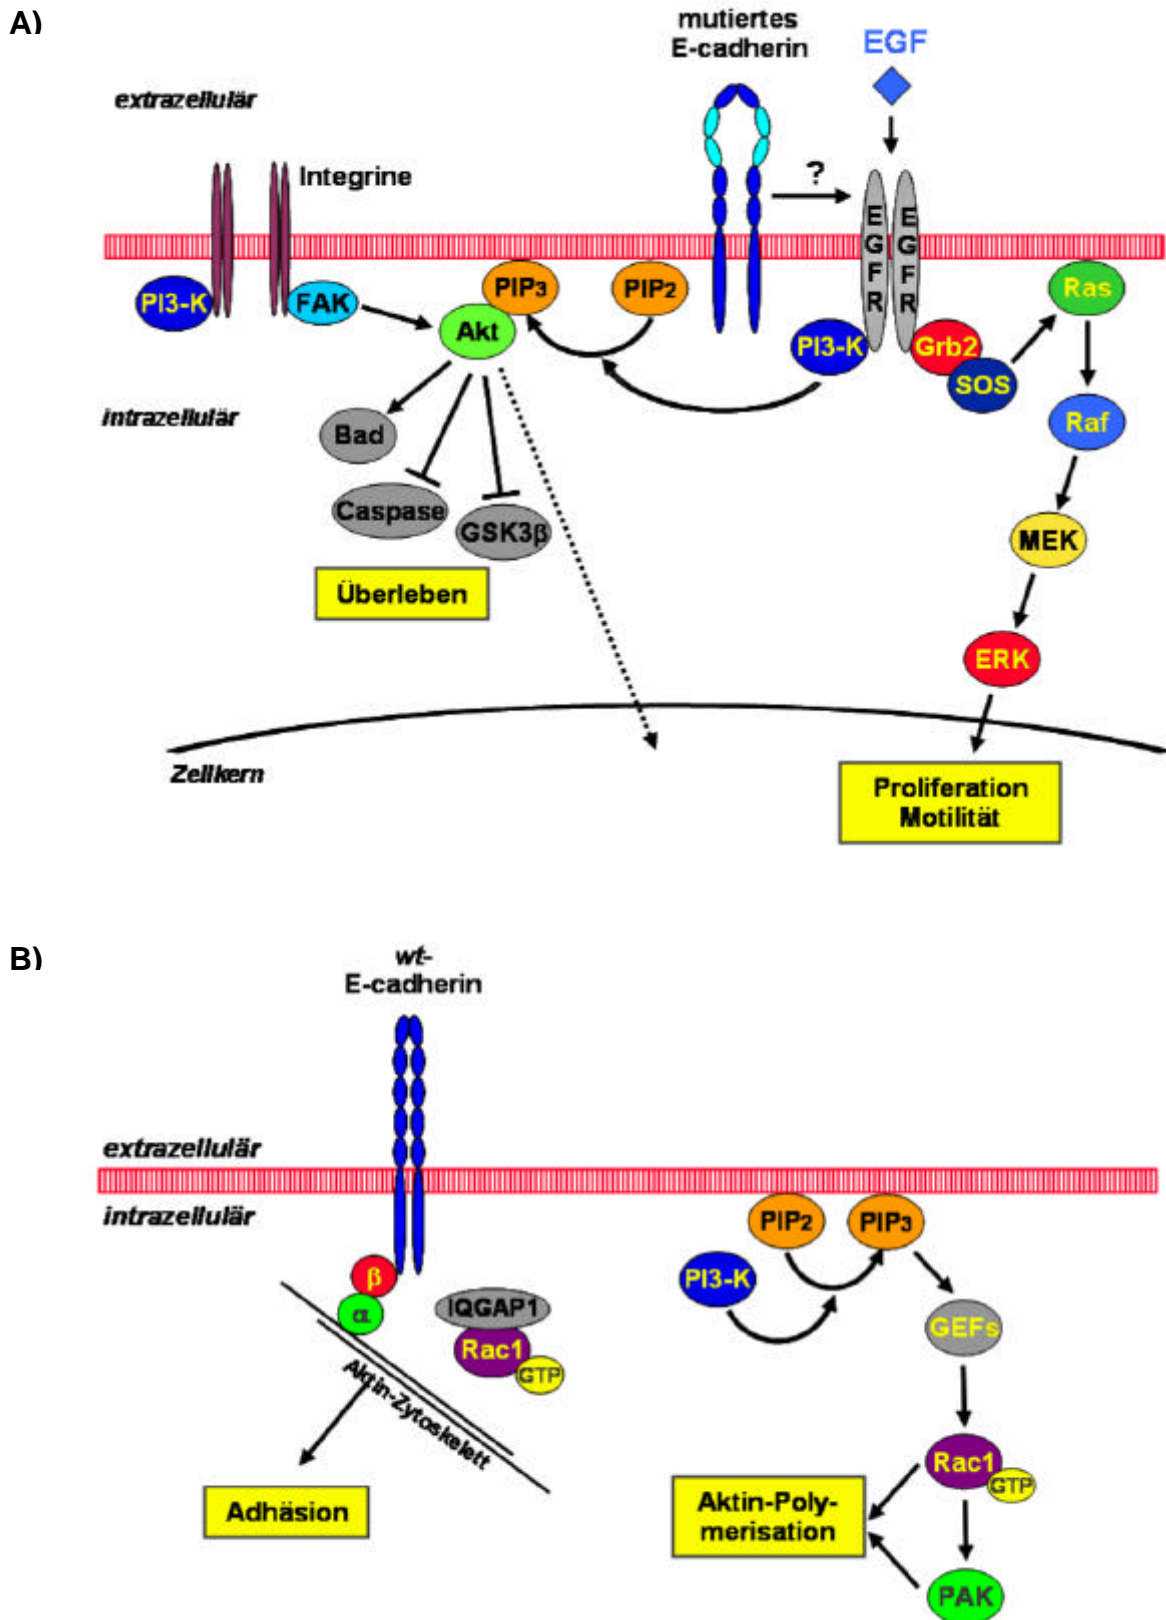 A)
mutiertes
E-cadherin
EGF
extrazellulär
Integrine
?
EGFR
EGFR
PI3-K
FAK
PIP3
PIP2
Akt
PI3-K
Grb2
SOS
Ras
intrazellulär
Bad
Raf
Caspase
GSK3β
MEK
Überleben
ERK
Zellkern
Proliferation
Motilität
B)
wt-
E-cadherin
extrazellulär
intrazellulär
PIP2
PIP3
β
PI3-K
α
IQGAP1
Rac1
GTP
GEFs
Aktin-Zytoskelett
Rac1
GTP
Adhäsion
Aktin-Poly-
merisation
PAK